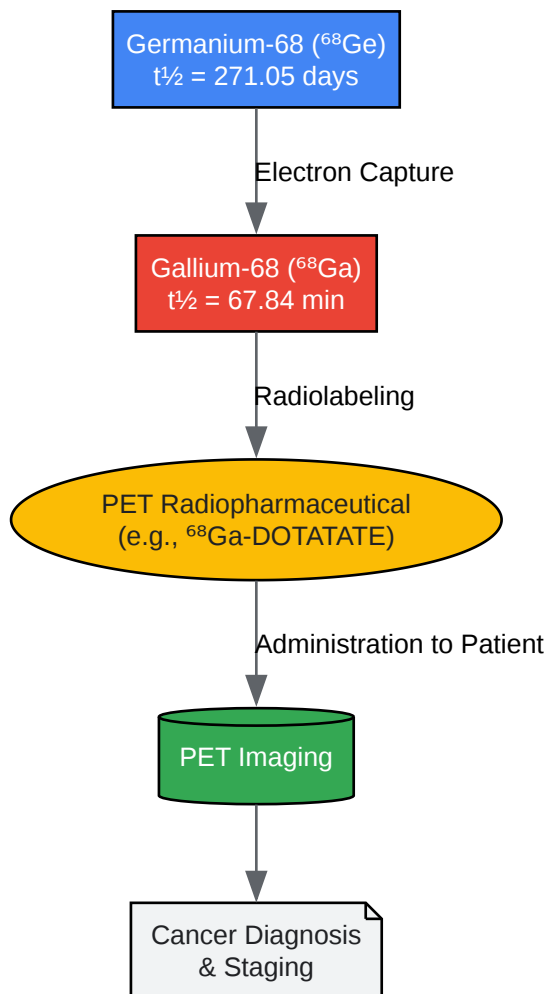 Germanium-68 (⁶⁸Ge)
t½ = 271.05 days
Electron Capture
Gallium-68 (⁶⁸Ga)
t½ = 67.84 min
Radiolabeling
PET Radiopharmaceutical
(e.g., ⁶⁸Ga-DOTATATE)
Administration to Patient
PET Imaging
Cancer Diagnosis
& Staging